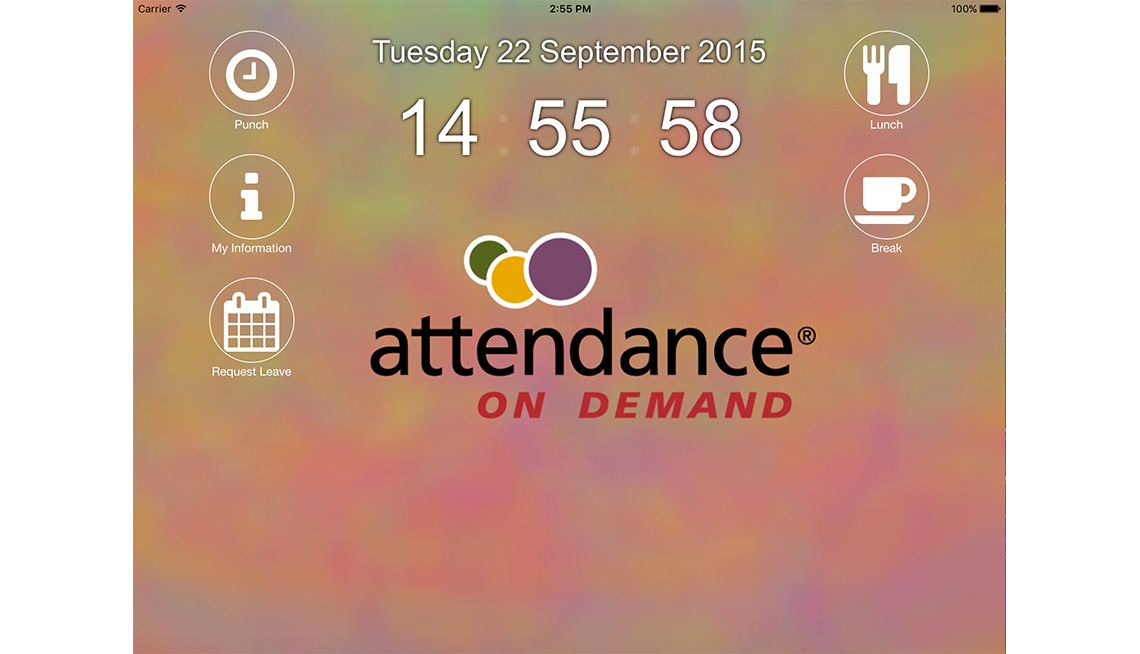 Carrier 2:55 PM 100%
Tuesday 22 September 2015
14 : 55 : 58
Punch
Lunch
My Information
Break
Request Leave
attendance®
ON DEMAND